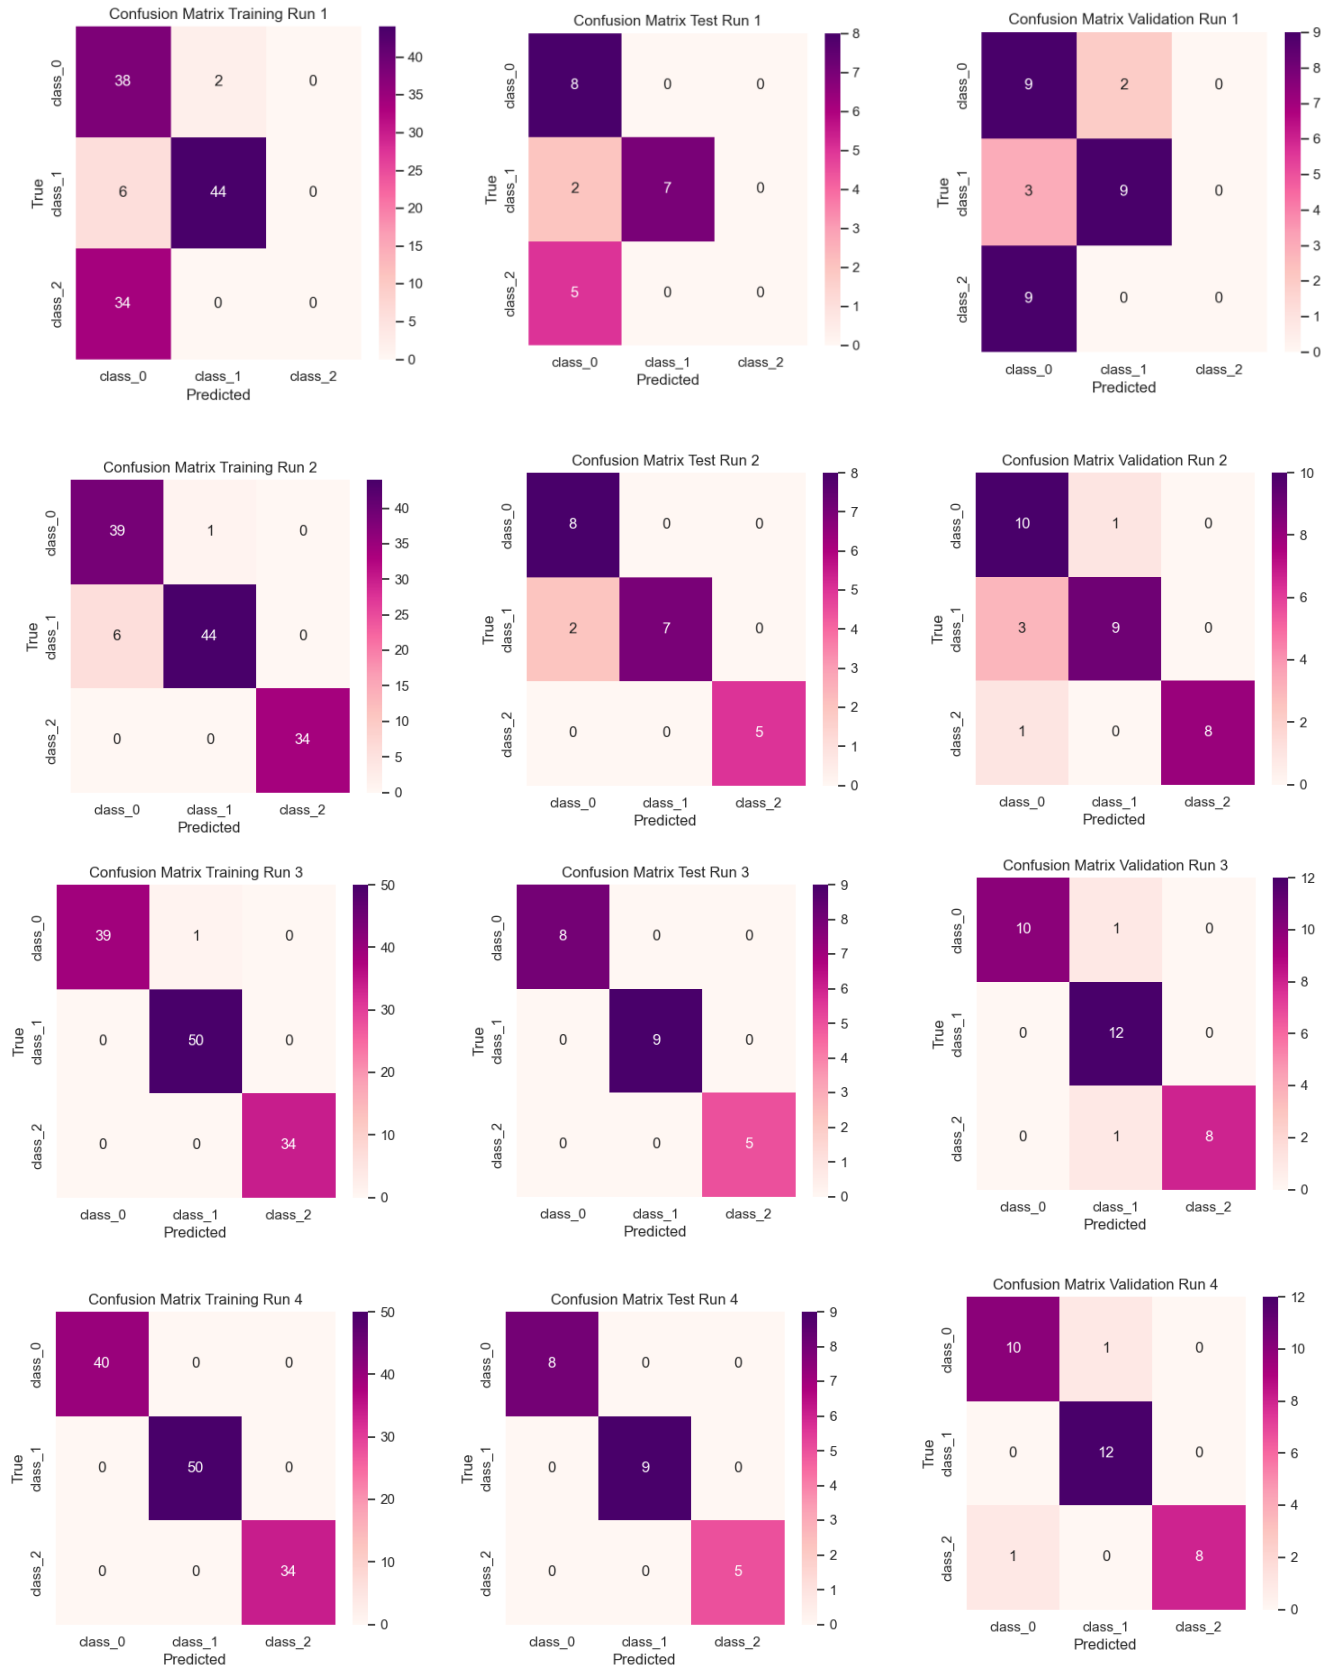 Confusion Matrix Training Run 1
class_0
True
class_1
class_2
38 2 0
6 44 0
34 0 0
class_0 class_1 class_2
Predicted
40
35
30
25
20
15
10
5
0
Confusion Matrix Test Run 1
class_0
True
class_1
class_2
8 0 0
2 7 0
5 0 0
class_0 class_1 class_2
Predicted
8
7
6
5
4
3
2
1
0
Confusion Matrix Validation Run 1
class_0
True
class_1
class_2
9 2 0
3 9 0
9 0 0
class_0 class_1 class_2
Predicted
9
8
7
6
5
4
3
2
1
0
Confusion Matrix Training Run 2
class_0
True
class_1
class_2
39 1 0
6 44 0
0 0 34
class_0 class_1 class_2
Predicted
40
35
30
25
20
15
10
5
0
Confusion Matrix Test Run 2
class_0
True
class_1
class_2
8 0 0
2 7 0
0 0 5
class_0 class_1 class_2
Predicted
8
7
6
5
4
3
2
1
0
Confusion Matrix Validation Run 2
class_0
True
class_1
class_2
10 1 0
3 9 0
1 0 8
class_0 class_1 class_2
Predicted
10
8
6
4
2
0
Confusion Matrix Training Run 3
class_0
True
class_1
class_2
39 1 0
0 50 0
0 0 34
class_0 class_1 class_2
Predicted
50
40
30
20
10
0
Confusion Matrix Test Run 3
class_0
True
class_1
class_2
8 0 0
0 9 0
0 0 5
class_0 class_1 class_2
Predicted
9
8
7
6
5
4
3
2
1
0
Confusion Matrix Validation Run 3
class_0
True
class_1
class_2
10 1 0
0 12 0
0 1 8
class_0 class_1 class_2
Predicted
12
10
8
6
4
2
0
Confusion Matrix Training Run 4
class_0
True
class_1
class_2
40 0 0
0 50 0
0 0 34
class_0 class_1 class_2
Predicted
50
40
30
20
10
0
Confusion Matrix Test Run 4
class_0
True
class_1
class_2
8 0 0
0 9 0
0 0 5
class_0 class_1 class_2
Predicted
9
8
7
6
5
4
3
2
1
0
Confusion Matrix Validation Run 4
class_0
True
class_1
class_2
10 1 0
0 12 0
1 0 8
class_0 class_1 class_2
Predicted
12
10
8
6
4
2
0